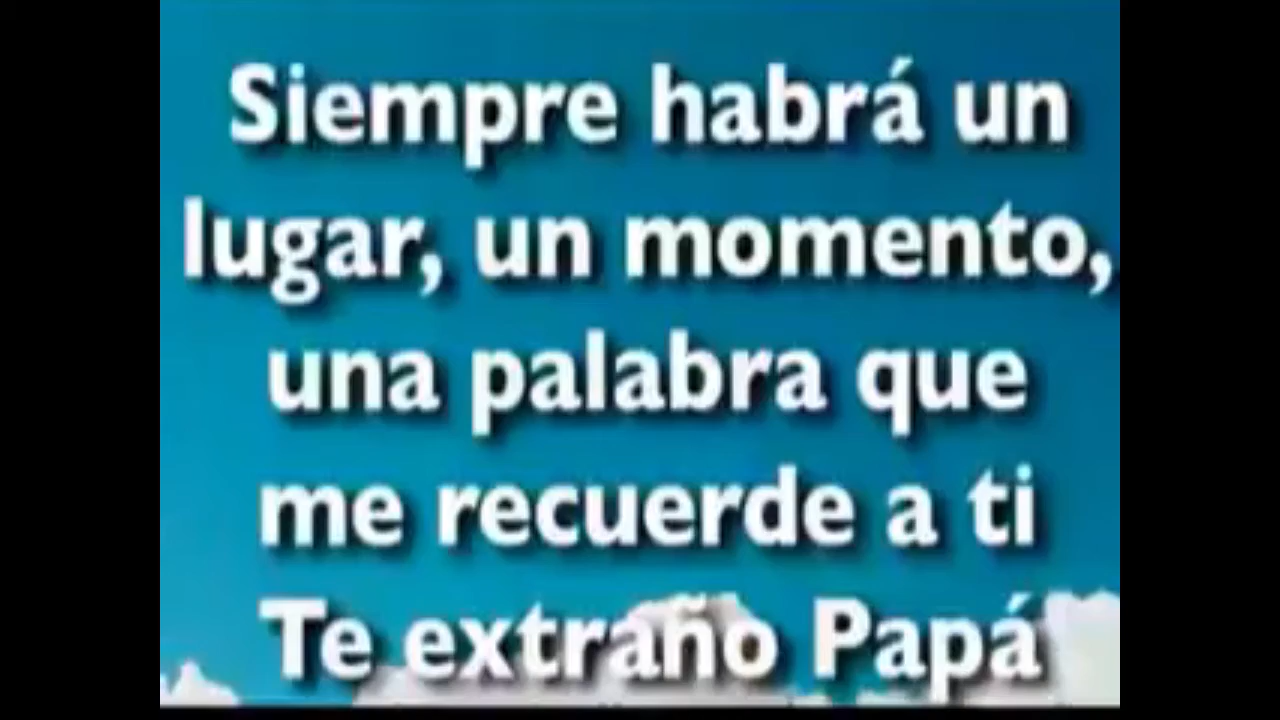 Siempre habrá un
lugar, un momento,
una palabra que
me recuerde a ti
Te extraño Papá